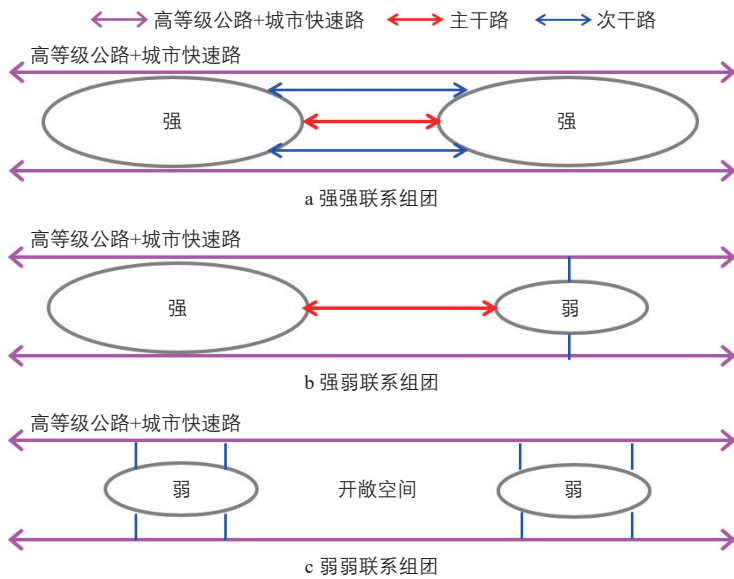 高等级公路+城市快速路 主干路 次干路
高等级公路+城市快速路
强 强
a 强强联系组团
高等级公路+城市快速路
强 弱
b 强弱联系组团
高等级公路+城市快速路
弱 开敞空间 弱
c 弱弱联系组团